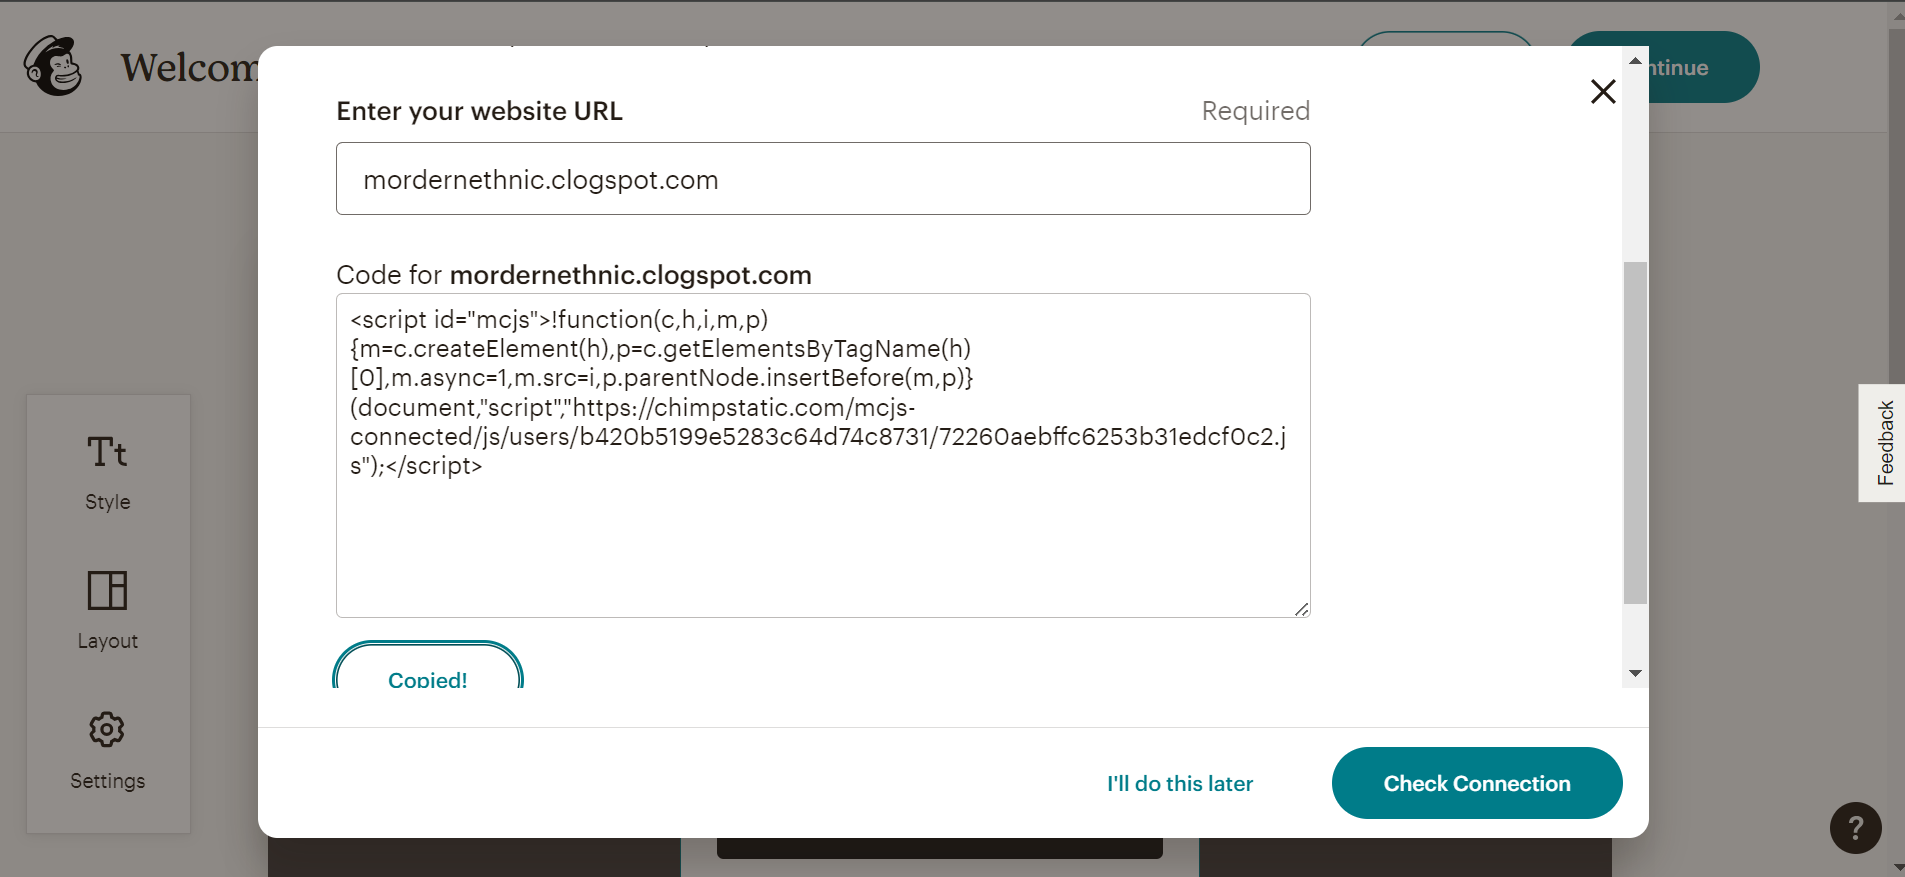 Welcom
ntinue
Enter your website URL
Required
mordernethnic.clogspot.com
Code for mordernethnic.clogspot.com
<script id="mcjs">!function(c,h,i,m,p)
{m=c.createElement(h),p=c.getElementsByTagName(h)
[0],m.async=1,m.src=i,p.parentNode.insertBefore(m,p)}
(document,"script","https://chimpstatic.com/mcjs-
connected/js/users/b420b5199e5283c64d74c8731/72260aebffc6253b31edcf0c2.j
s");</script>
Copied!
I'll do this later
Check Connection
Style
Layout
Settings
Feedback
?